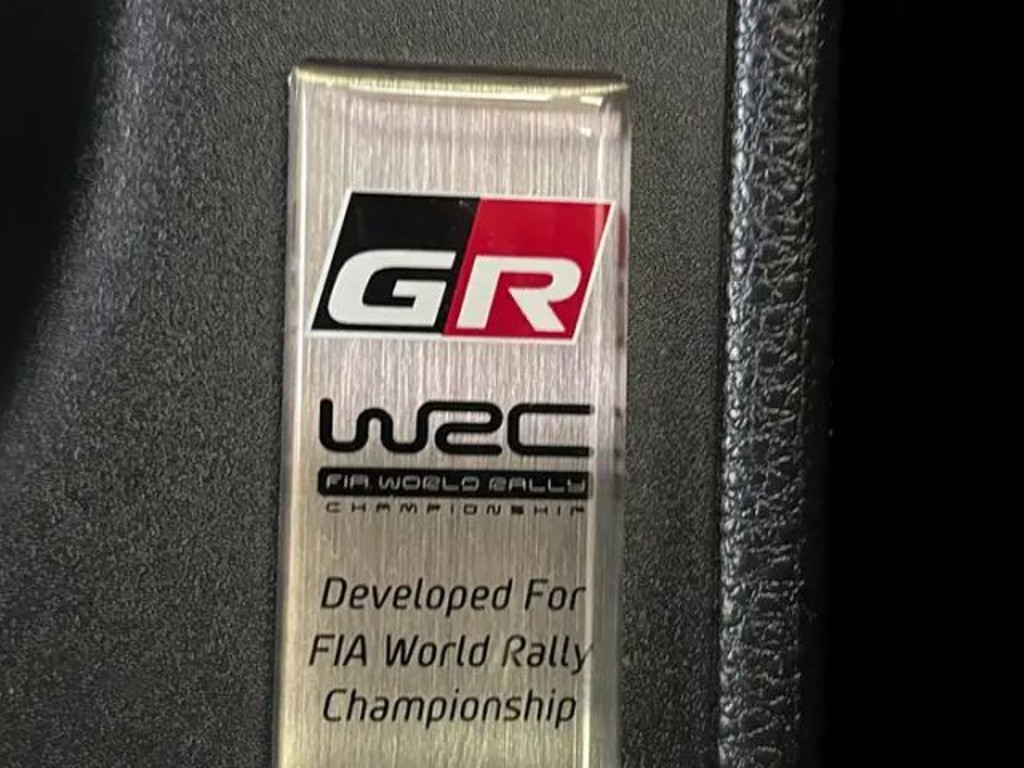 GR
WRC
FIA WORLD RALLY
CHAMPIONSHIP
Developed For
FIA World Rally
Championship